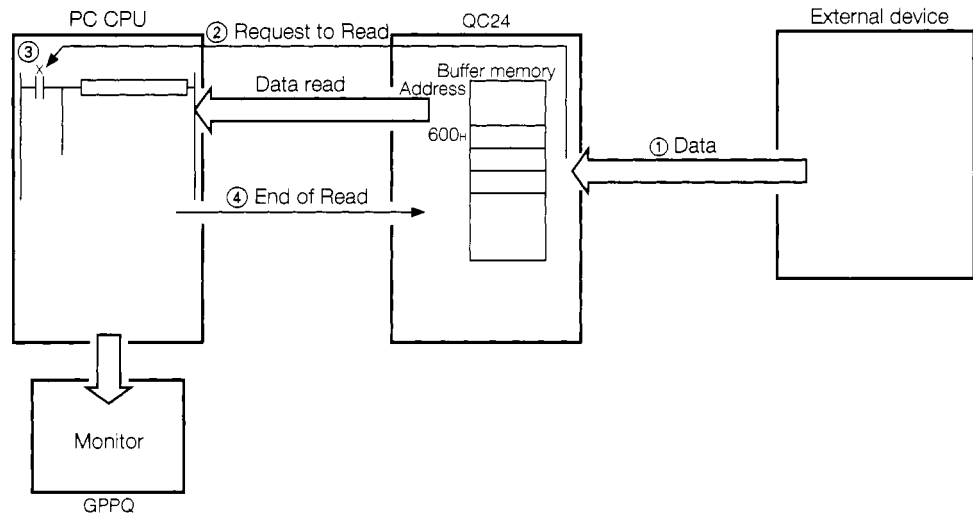 PC CPU
QC24
External device
② Request to Read
③
X
Buffer memory
Address
Data read
600H
① Data
④ End of Read
Monitor
GPPQ